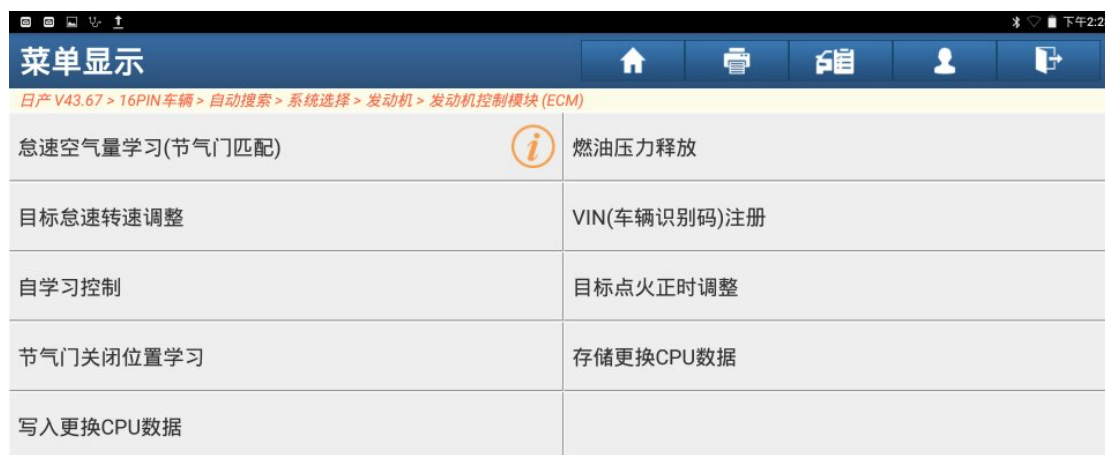 下午2:2
菜单显示
日产 V43.67 > 16PIN车辆 > 自动搜索 > 系统选择 > 发动机 > 发动机控制模块 (ECM)
怠速空气量学习(节气门匹配)
燃油压力释放
目标怠速转速调整
VIN(车辆识别码)注册
自学习控制
目标点火正时调整
节气门关闭位置学习
存储更换CPU数据
写入更换CPU数据